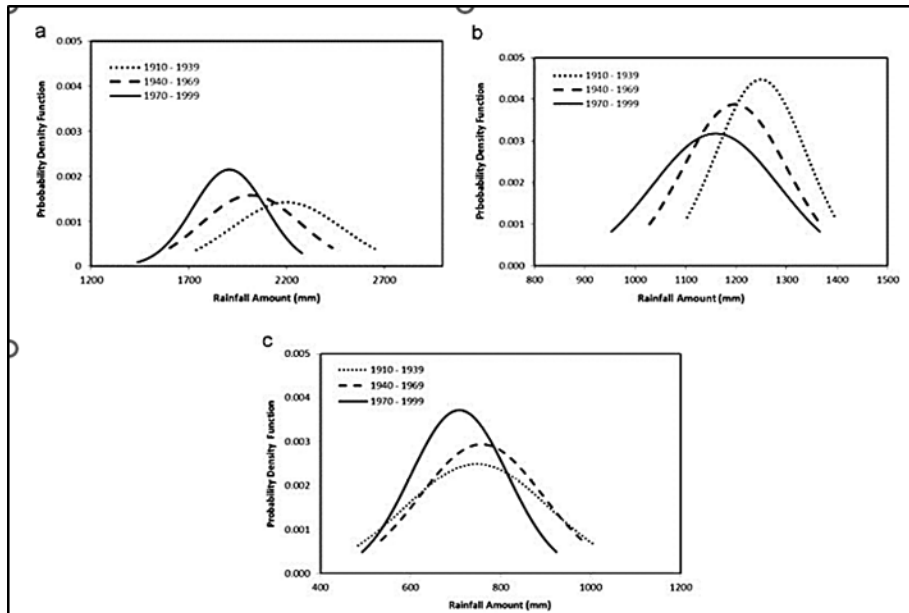 a
0.005
0.004
0.003
0.002
0.001
0
1910 - 1939
1940 - 1969
1970 - 1999
Prbobability Density Function
1200 1700 2200 2700
Rainfall Amount (mm)
b
0.005
0.004
0.003
0.002
0.001
0.000
1910 - 1939
1940 - 1969
1970 - 1999
Probability Density Function
800 900 1000 1100 1200 1300 1400 1500
Rainfall Amount (mm)
c
0.005
0.004
0.003
0.002
0.001
0.000
1910 - 1939
1940 - 1969
1970 - 1999
Probability Density Function
400 600 800 1000 1200
Rainfall Amount (mm)